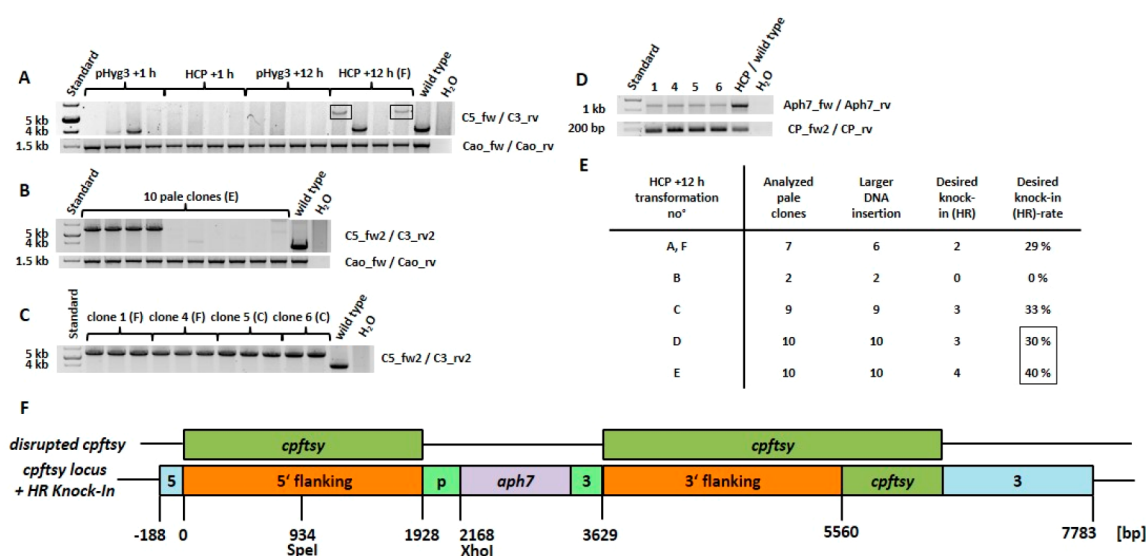 A
Standard
pHyg3 +1 h
HCP +1 h
pHyg3 +12 h
HCP +12 h (F)
wild type
H2O
5 kb
4 kb
1.5 kb
C5_fw / C3_rv
Cao_fw / Cao_rv
B
Standard
10 pale clones (E)
wild type
H2O
5 kb
4 kb
1.5 kb
C5_fw2 / C3_rv2
Cao_fw / Cao_rv
C
Standard
clone 1 (F) clone 4 (F) clone 5 (C) clone 6 (C)
wild type
H2O
5 kb
4 kb
C5_fw2 / C3_rv2
D
Standard
1 4 5 6
HCP / wild type
H2O
1 kb
200 bp
Aph7_fw / Aph7_rv
CP_fw2 / CP_rv
E
HCP +12 h
transformation
no°
Analyzed
pale
clones
Larger
DNA
insertion
Desired
knock-
in (HR)
Desired
knock-in
(HR)-rate
A, F 7 6 2 29 %
B 2 2 0 0 %
C 9 9 3 33 %
D 10 10 3 30 %
E 10 10 4 40 %
F
disrupted cpftsy
cpftsy cpftsy
cpftsy locus
+ HR Knock-In
5 5‘ flanking p aph7 3 3‘ flanking cpftsy 3
-188 0 934 1928 2168 3629 5560 7783 [bp]
SpeI XhoI